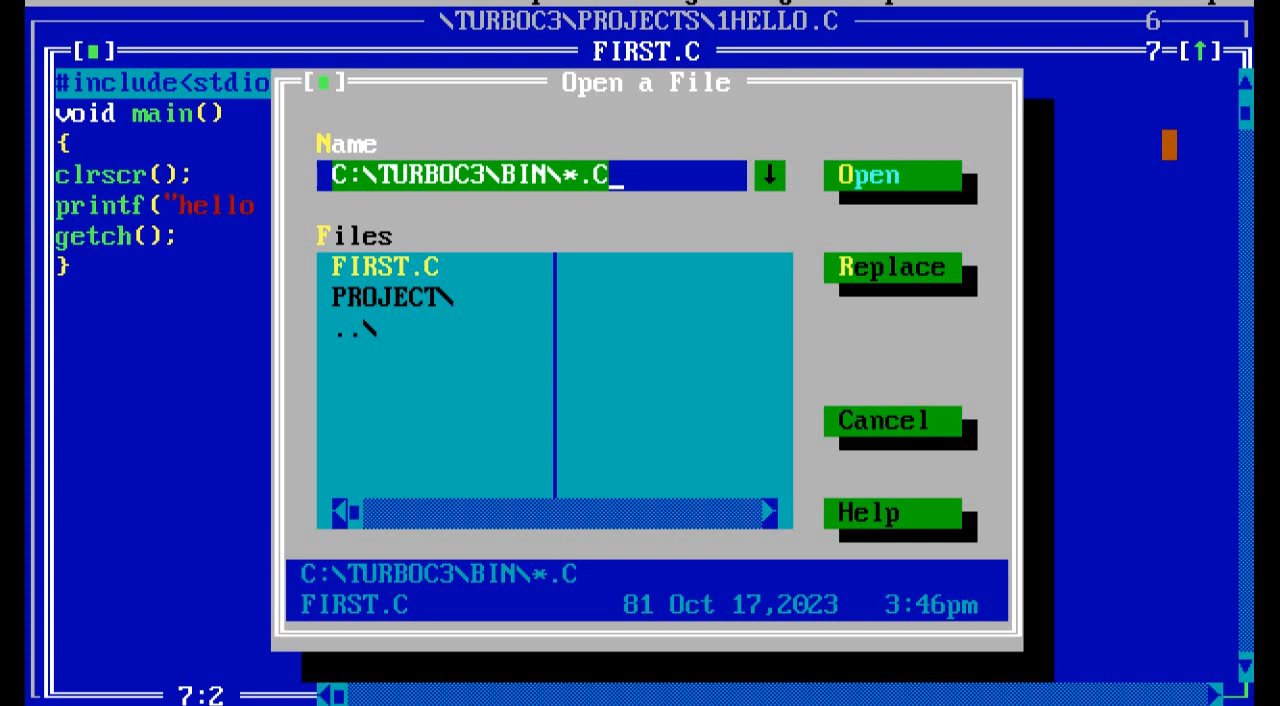 \TURBOC3\PROJECTS\1HELLO.C 6
[■] FIRST.C 7=[↑]
#include<stdio
void main()
{
clrscr();
printf("hello
getch();
}
[■] Open a File
Name
C:\TURBOC3\BIN\*.C_ ↓ Open
Files
FIRST.C Replace
PROJECT\
..\
Cancel
Help
C:\TURBOC3\BIN\*.C
FIRST.C 81 Oct 17,2023 3:46pm
7:2